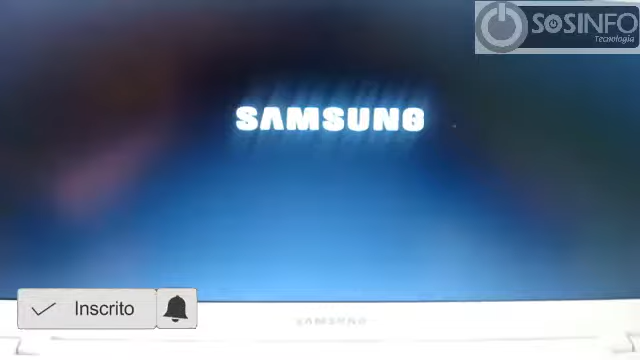 SOSINFO
Tecnologia
SAMSUNG
Inscrito
SAMSUNG